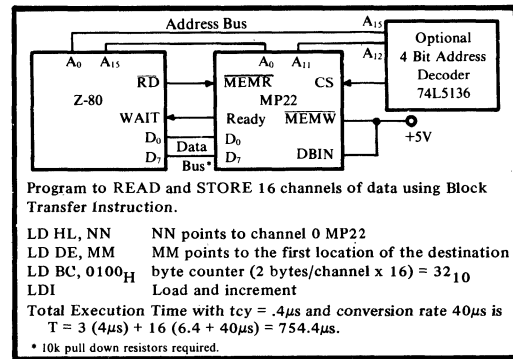 Address Bus
A₁₅
Optional
4 Bit Address
Decoder
74L5136
A₁₂
A₀ A₁₅
A₀ A₁₁
Z-80
R̅D̅
M̅E̅M̅R̅
CS
MP22
WAIT
Ready
M̅E̅M̅W̅
D₀
Data
D₀
+5V
D₇
Bus*
D₇
DBIN
Program to READ and STORE 16 channels of data using Block
Transfer Instruction.
LD HL, NN NN points to channel 0 MP22
LD DE, MM MM points to the first location of the destination
LD BC, 0100H byte counter (2 bytes/channel x 16) = 32₁₀
LDI Load and increment
Total Execution Time with tcy = .4μs and conversion rate 40μs is
T = 3 (4μs) + 16 (6.4 + 40μs) = 754.4μs.
* 10k pull down resistors required.